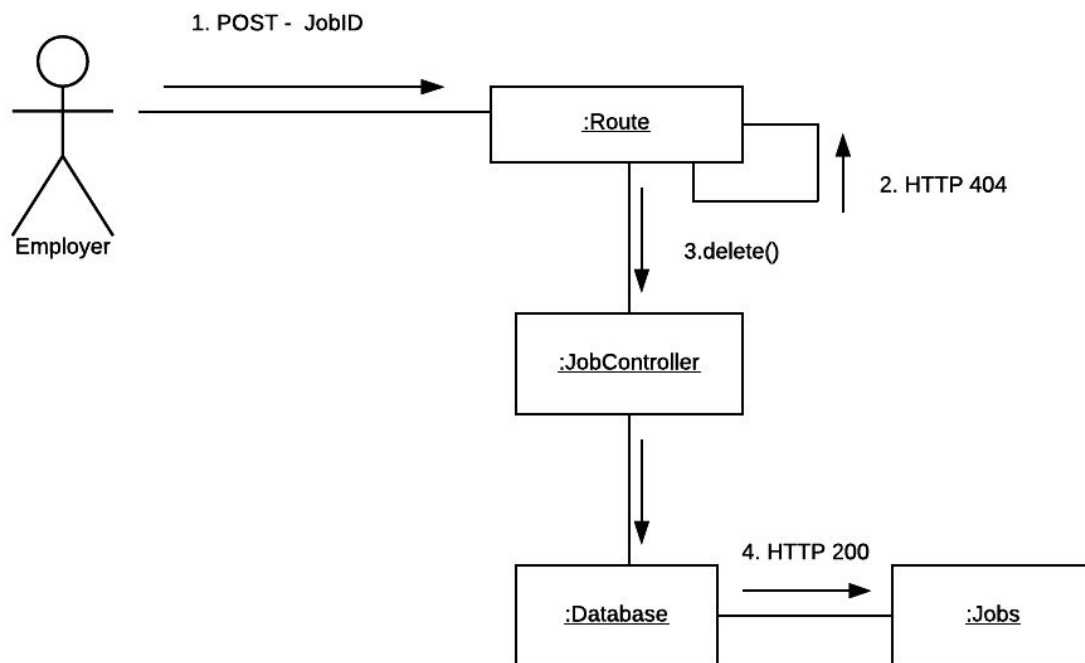 1. POST -  JobID
:Route
2. HTTP 404
Employer
3.delete()
:JobController
4. HTTP 200
:Database
:Jobs